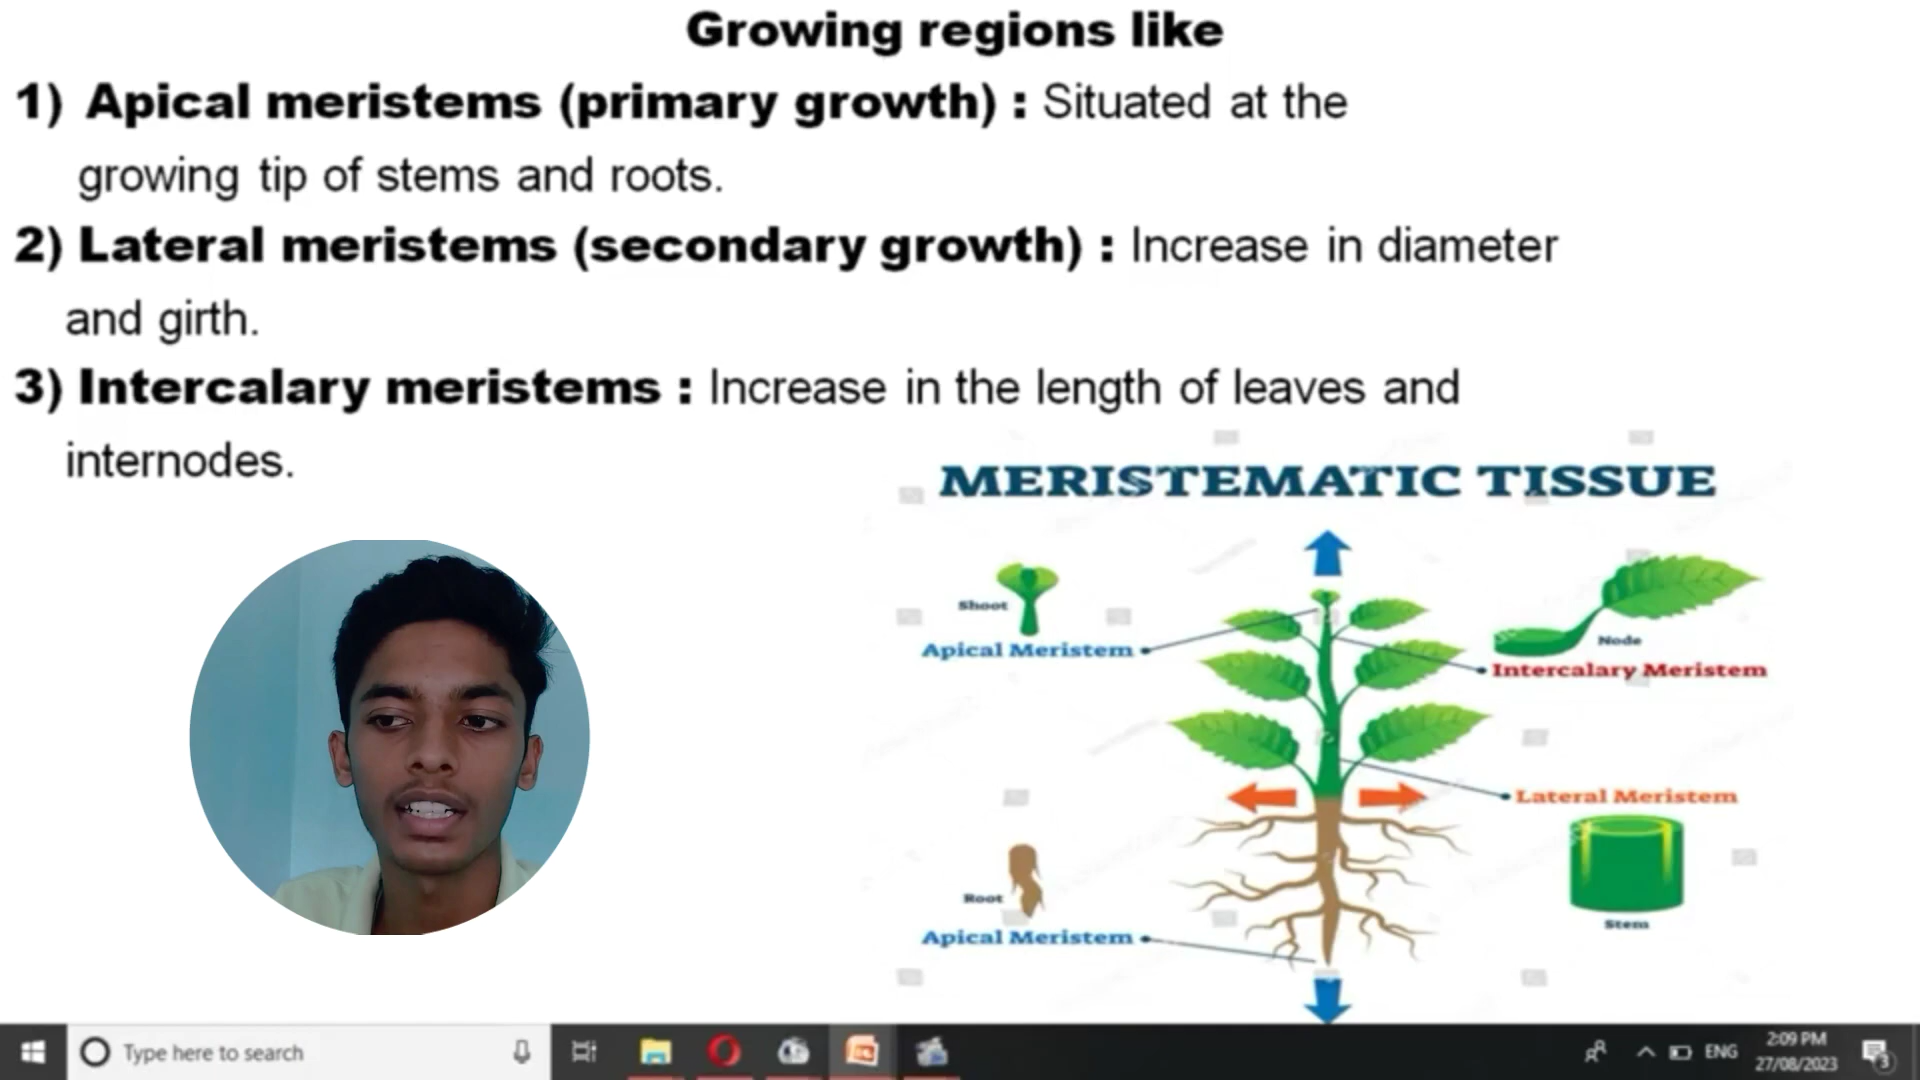 Growing regions like
1) Apical meristems (primary growth) : Situated at the
growing tip of stems and roots.
2) Lateral meristems (secondary growth) : Increase in diameter
and girth.
3) Intercalary meristems : Increase in the length of leaves and
internodes.
MERISTEMATIC TISSUE
Shoot
Apical Meristem
Node
Intercalary Meristem
Lateral Meristem
Root
Apical Meristem
Stem
Type here to search
ENG
2:09 PM
27/08/2023
3